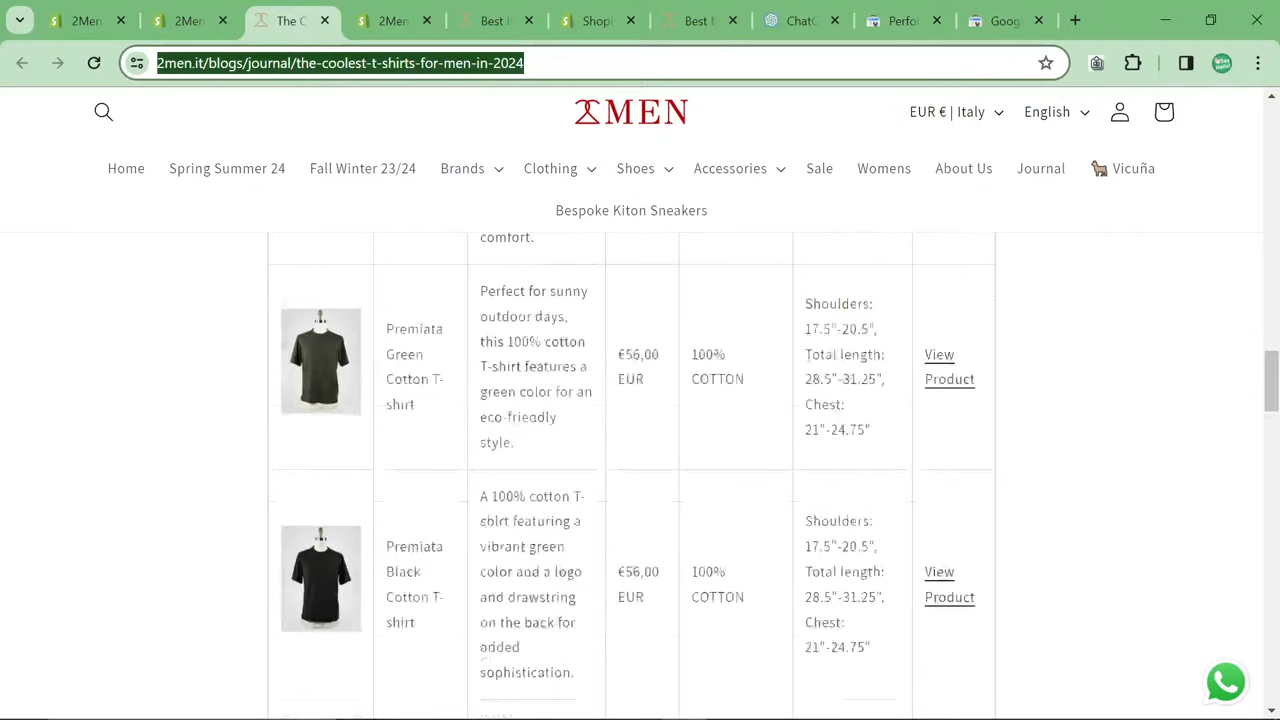 2Men
2Men
The C
2Men
Best I
Shopi
Best I
ChatG
Perfor
Googl
2men.it/blogs/journal/the-coolest-t-shirts-for-men-in-2024
2MEN
EUR € | Italy
English
Home
Spring Summer 24
Fall Winter 23/24
Brands
Clothing
Shoes
Accessories
Sale
Womens
About Us
Journal
Vicuña
Bespoke Kiton Sneakers
comfort.
Premiata
Green
Cotton T-
shirt
Perfect for sunny
outdoor days,
this 100% cotton
T-shirt features a
green color for an
eco-friendly
style.
€56,00
EUR
100%
COTTON
Shoulders:
17.5"-20.5",
Total length:
28.5"-31.25",
Chest:
21"-24.75"
View
Product
Premiata
Black
Cotton T-
shirt
A 100% cotton T-
shirt featuring a
vibrant green
color and a logo
and drawstring
on the back for
added
sophistication.
€56,00
EUR
100%
COTTON
Shoulders:
17.5"-20.5",
Total length:
28.5"-31.25",
Chest:
21"-24.75"
View
Product